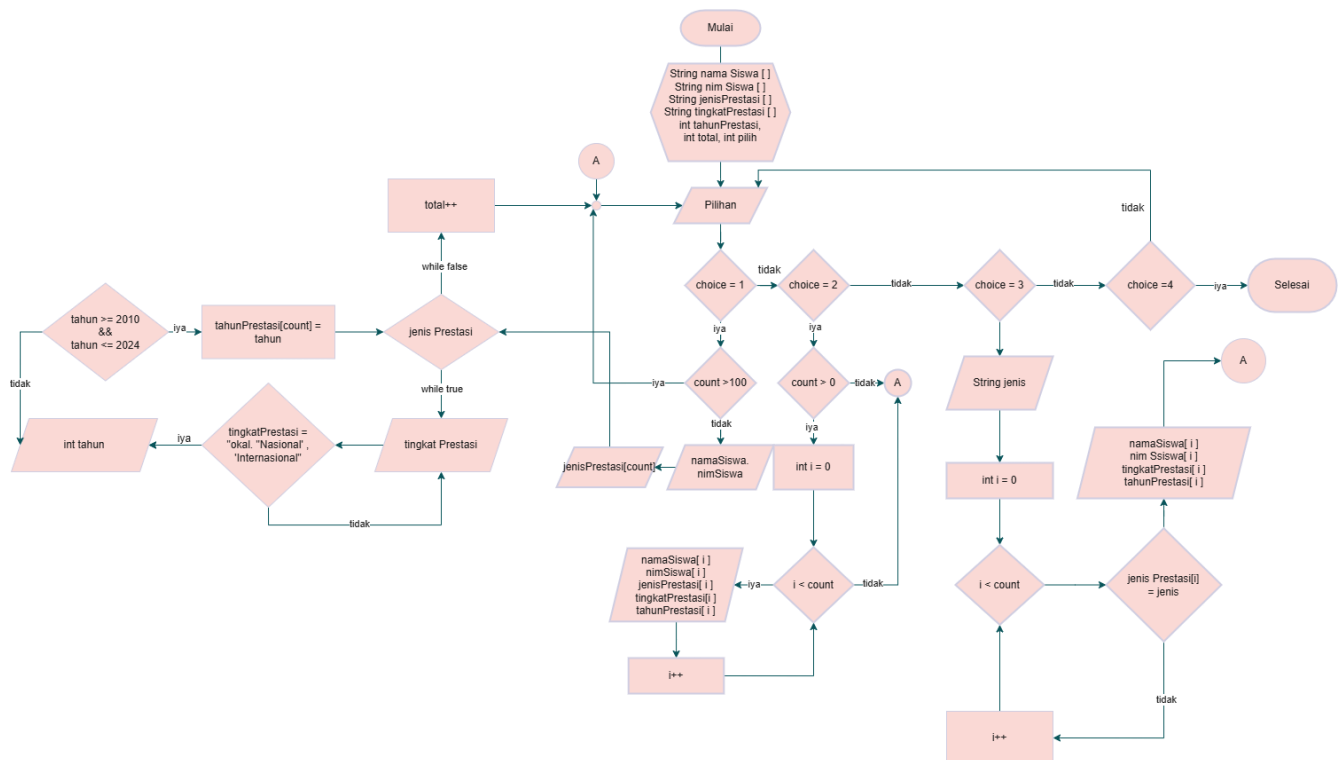 Mulai
String nama Siswa [ ]
String nim Siswa [ ]
String jenisPrestasi [ ]
String tingkatPrestasi [ ]
int tahunPrestasi,
int total, int pilih
A
total++
Pilihan
tidak
while false
choice = 1
tidak
choice = 2
tidak
choice = 3
tidak
choice =4
iya
Selesai
tahun >= 2010
&&
tahun <= 2024
iya
tahunPrestasi[count] =
tahun
jenis Prestasi
iya
iya
tidak
while true
count >100
iya
count > 0
tidak
A
String jenis
A
tidak
iya
int tahun
iya
tingkatPrestasi =
"okal. "Nasional' ,
'Internasional"
tingkat Prestasi
tidak
jenisPrestasi[count]
namaSiswa.
nimSiswa
int i = 0
int i = 0
namaSiswa[ i ]
nim Ssiswa[ i ]
tingkatPrestasi[ i ]
tahunPrestasi[ i ]
namaSiswa[ i ]
nimSiswa[ i ]
jenisPrestasi[ i ]
tingkatPrestasi[i ]
tahunPrestasi[ i ]
iya
i < count
tidak
i < count
jenis Prestasi[i]
= jenis
i++
tidak
i++